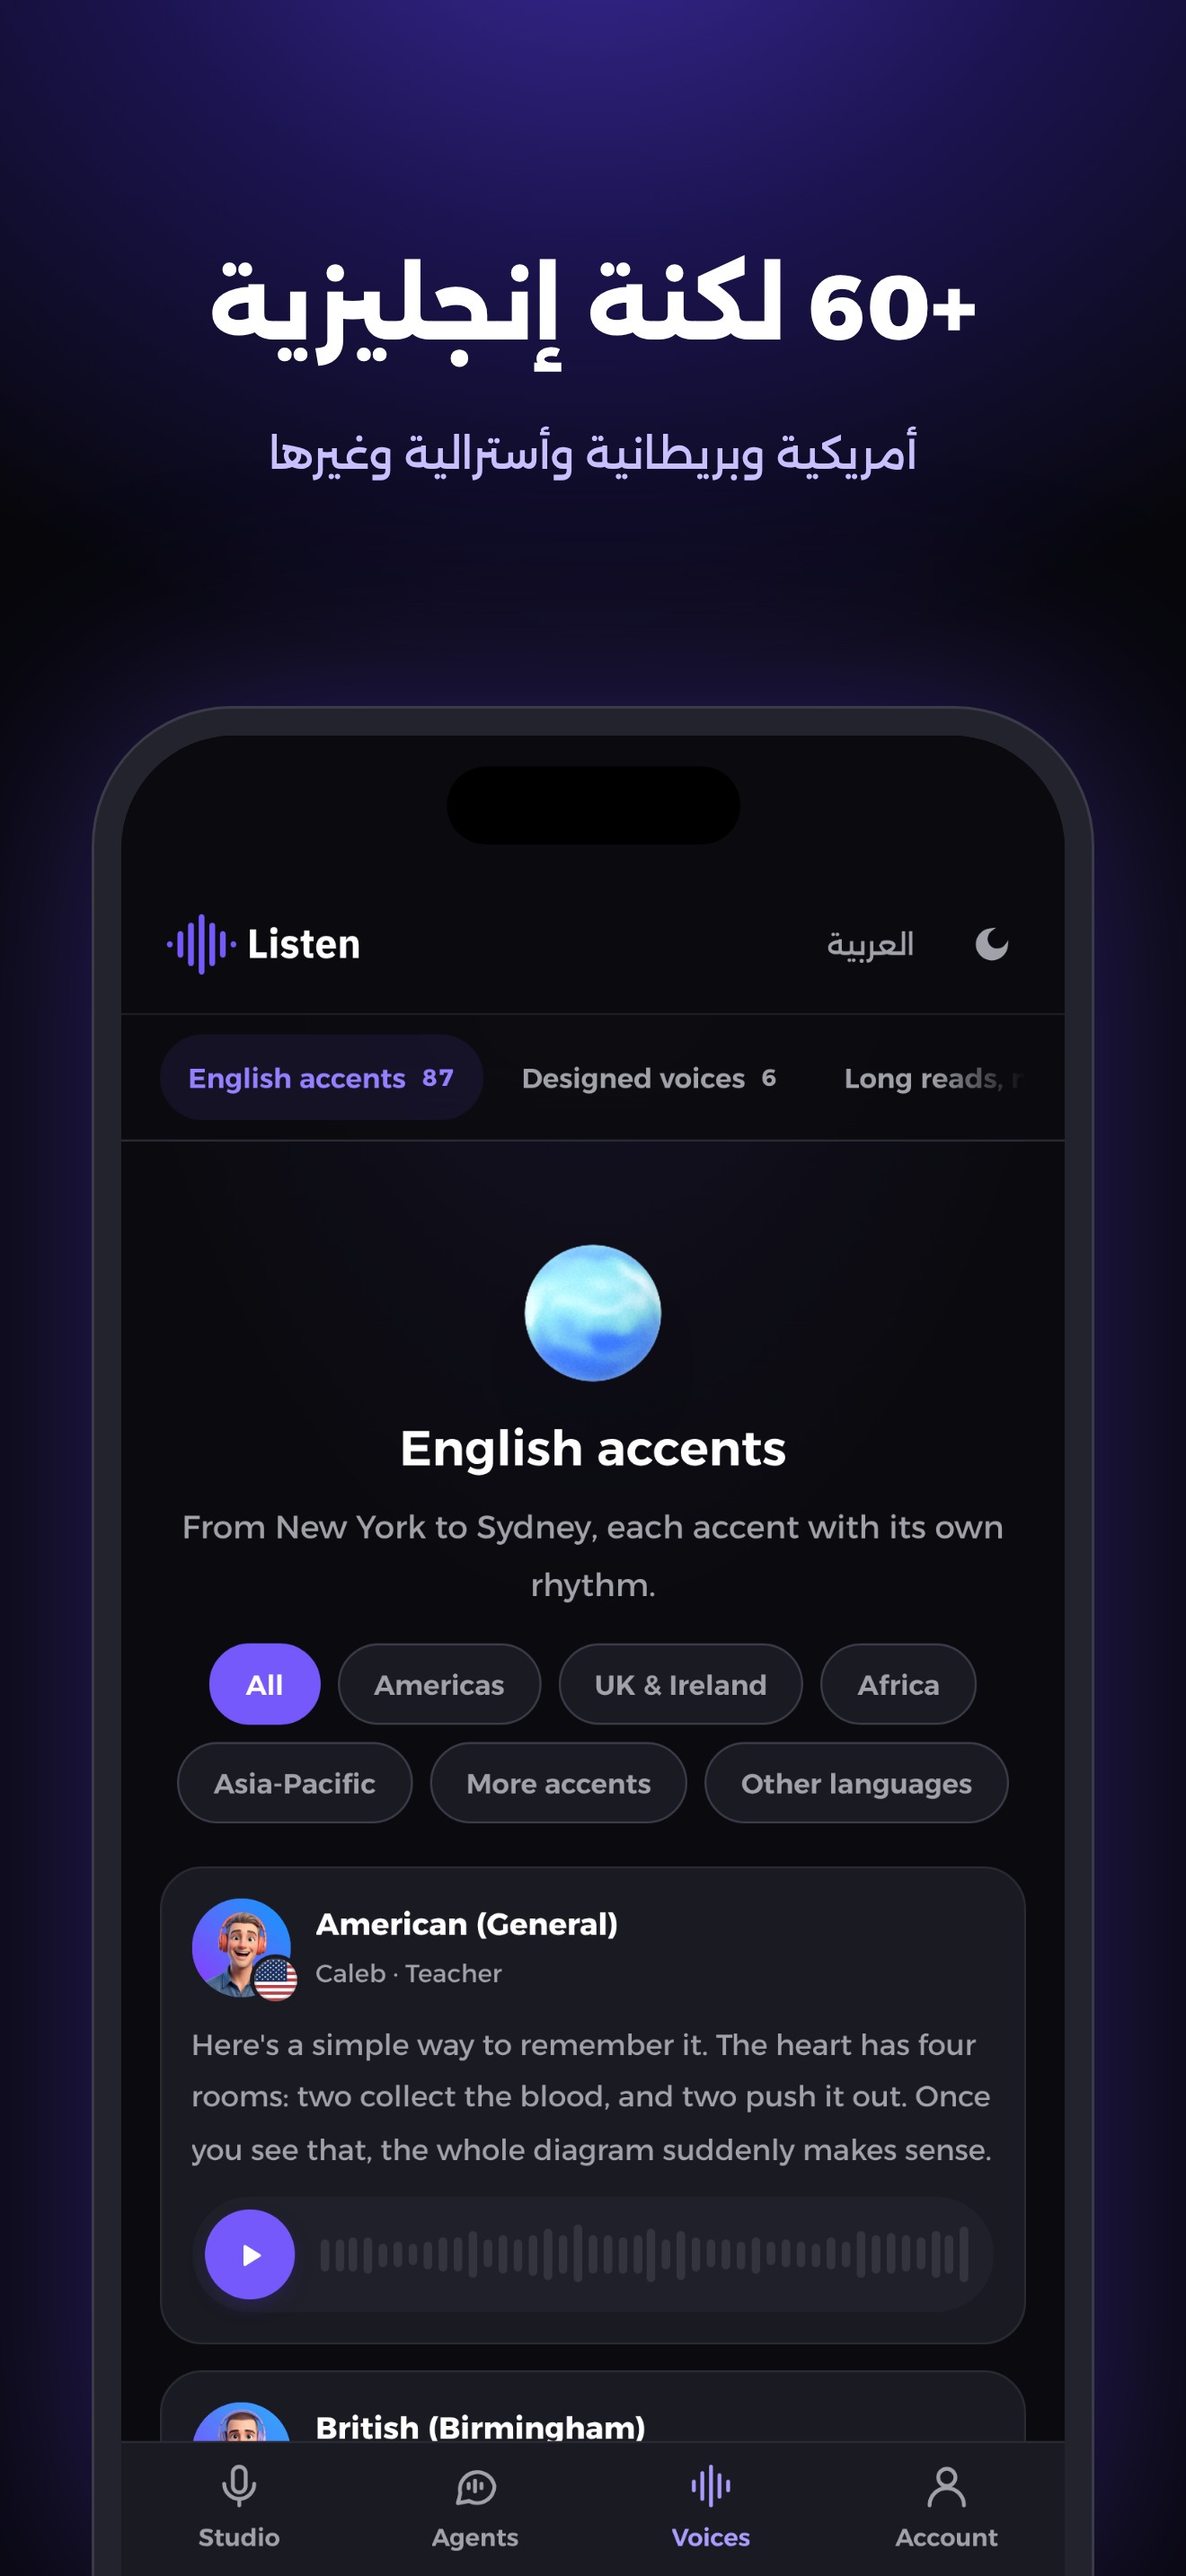 +60 لكنة إنجليزية
أمريكية وبريطانية وأسترالية وغيرها
Listen
العربية
English accents 87
Designed voices 6
Long reads,
English accents
From New York to Sydney, each accent with its own
rhythm.
All
Americas
UK & Ireland
Africa
Asia-Pacific
More accents
Other languages
American (General)
Caleb · Teacher
Here's a simple way to remember it. The heart has four
rooms: two collect the blood, and two push it out. Once
you see that, the whole diagram suddenly makes sense.
British (Birmingham)
Studio
Agents
Voices
Account